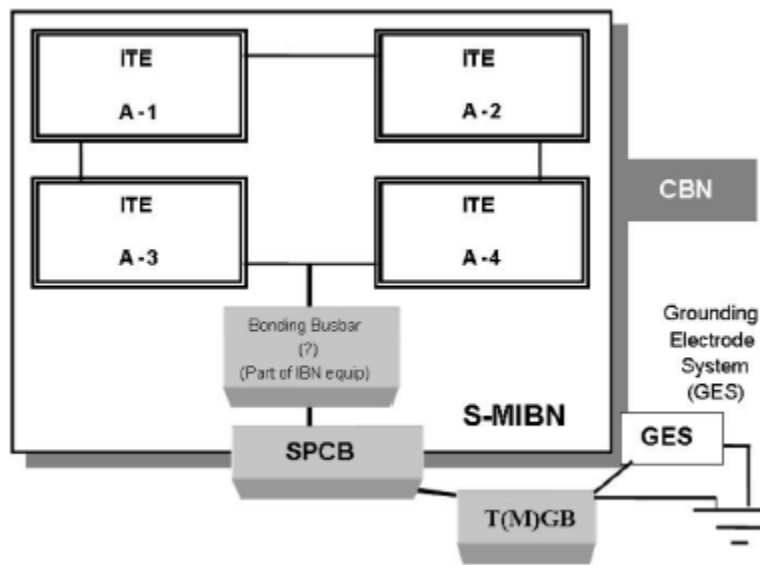 ITE
A-1
ITE
A-2
ITE
A-3
ITE
A-4
CBN
Bonding Busbar
(?)
(Part of IBN equip)
Grounding
Electrode
System
(GES)
S-MIBN
GES
SPCB
T(M)GB